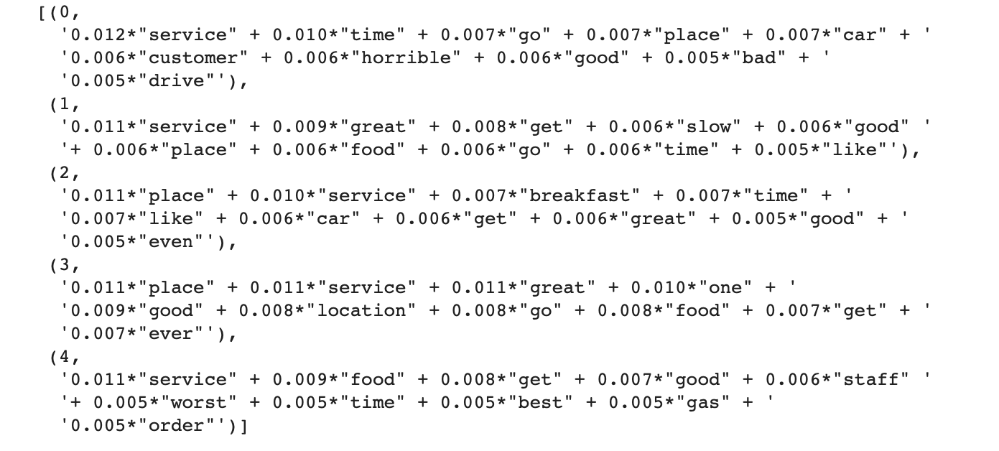 [(0,
'0.012*"service" + 0.010*"time" + 0.007*"go" + 0.007*"place" + 0.007*"car" + '
'0.006*"customer" + 0.006*"horrible" + 0.006*"good" + 0.005*"bad" + '
'0.005*"drive"'),
(1,
'0.011*"service" + 0.009*"great" + 0.008*"get" + 0.006*"slow" + 0.006*"good" '
'+ 0.006*"place" + 0.006*"food" + 0.006*"go" + 0.006*"time" + 0.005*"like"'),
(2,
'0.011*"place" + 0.010*"service" + 0.007*"breakfast" + 0.007*"time" + '
'0.007*"like" + 0.006*"car" + 0.006*"get" + 0.006*"great" + 0.005*"good" + '
'0.005*"even"'),
(3,
'0.011*"place" + 0.011*"service" + 0.011*"great" + 0.010*"one" + '
'0.009*"good" + 0.008*"location" + 0.008*"go" + 0.008*"food" + 0.007*"get" + '
'0.007*"ever"'),
(4,
'0.011*"service" + 0.009*"food" + 0.008*"get" + 0.007*"good" + 0.006*"staff" '
'+ 0.005*"worst" + 0.005*"time" + 0.005*"best" + 0.005*"gas" + '
'0.005*"order"')]